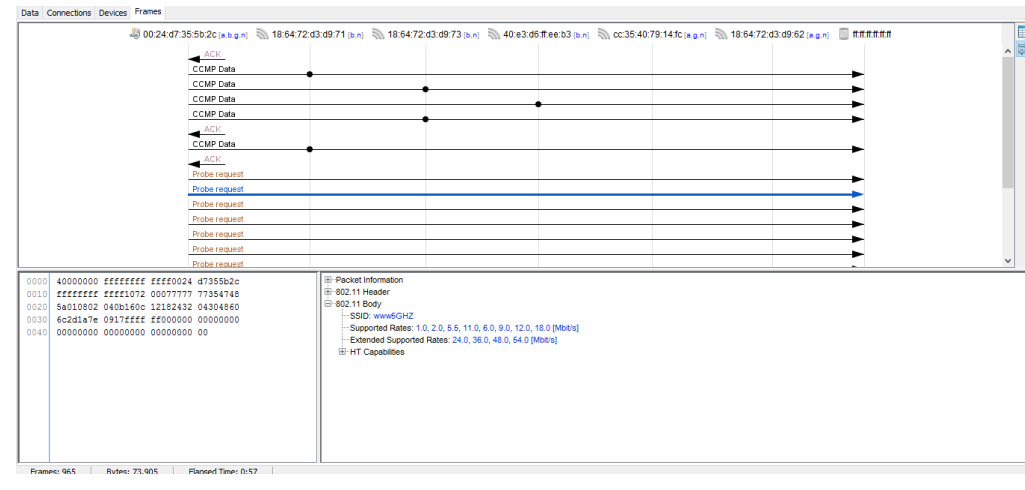 Data Connections Devices Frames
00:24:d7:35:5b:2c [a.b.g.n] 18:64:72:d3:d9:71 [b.n] 18:64:72:d3:d9:73 [b.n] 40:e3:d6:ff:ee:b3 [b.n] cc:35:40:79:14:fc [a.g.n] 18:64:72:d3:d9:62 [a.g.n] ff:ff:ff:ff:ff:ff
ACK
CCMP Data
CCMP Data
CCMP Data
CCMP Data
ACK
CCMP Data
ACK
Probe request
Probe request
Probe request
Probe request
Probe request
Probe request
Probe request
0000 40000000 ffffffff ffff0024 d7355b2c
0010 ffffffff ffff1072 00077777 77354748
0020 5a010802 040b160c 12182432 04304860
0030 6c2d1a7e 0917ffff ff000000 00000000
0040 00000000 00000000 00000000 00
Packet Information
802.11 Header
802.11 Body
SSID: www5GHZ
Supported Rates: 1.0, 2.0, 5.5, 11.0, 6.0, 9.0, 12.0, 18.0 [Mbit/s]
Extended Supported Rates: 24.0, 36.0, 48.0, 54.0 [Mbit/s]
HT Capabilities
Frames: 965 Bytes: 73,905 Elapsed Time: 0:57